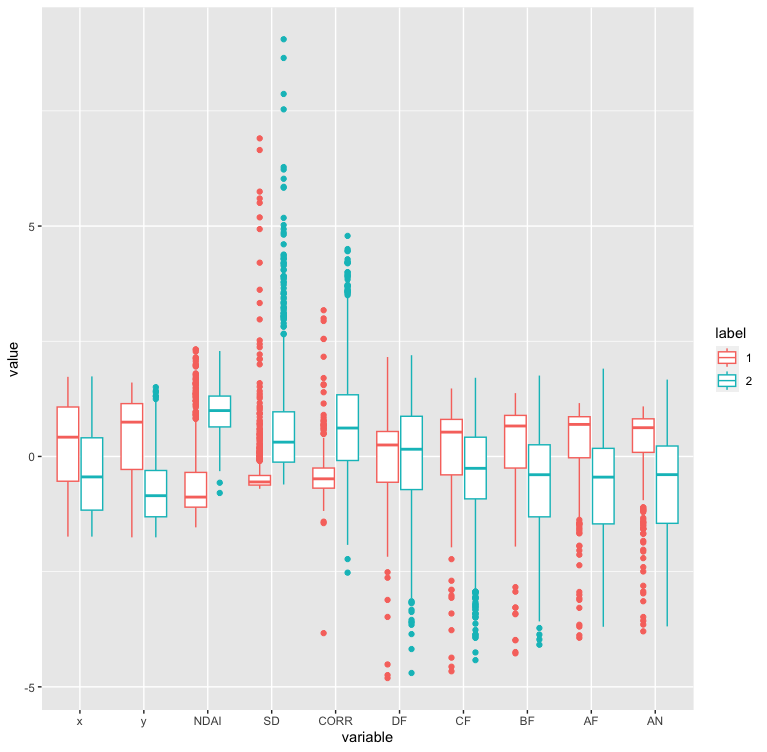 value
5
0
-5
x y NDAI SD CORR DF CF BF AF AN
variable
label
1
2